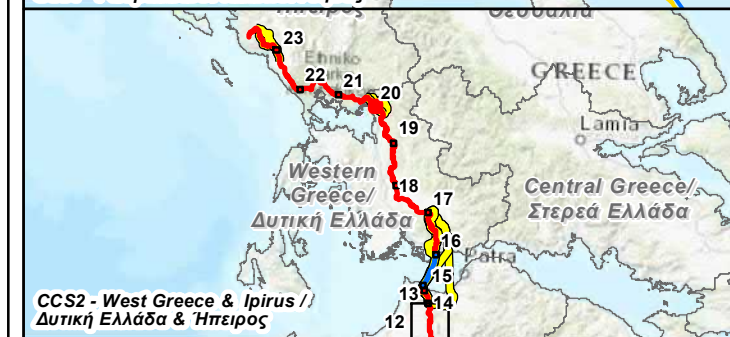 Θεσσαλία
23
Ethniko
GREECE
22
21
20
19
Lamia
Western
Greece/
Δυτική Ελλάδα
18
Central Greece/
Στερεά Ελλάδα
17
16
Patra
15
CCS2 - West Greece & Ipirus /
Δυτική Ελλάδα & Ήπειρος
13
14
12